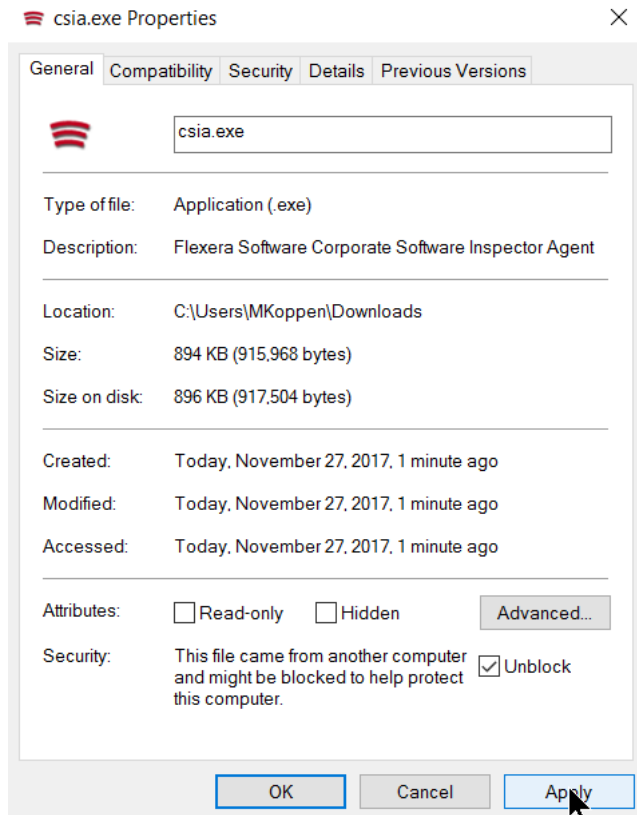 csia.exe Properties
General Compatibility Security Details Previous Versions
csia.exe
Type of file: Application (.exe)
Description: Flexera Software Corporate Software Inspector Agent
Location: C:\Users\MKoppen\Downloads
Size: 894 KB (915,968 bytes)
Size on disk: 896 KB (917,504 bytes)
Created: Today, November 27, 2017, 1 minute ago
Modified: Today, November 27, 2017, 1 minute ago
Accessed: Today, November 27, 2017, 1 minute ago
Attributes: Read-only Hidden Advanced...
Security: This file came from another computer
and might be blocked to help protect
this computer.
Unblock
OK Cancel Apply